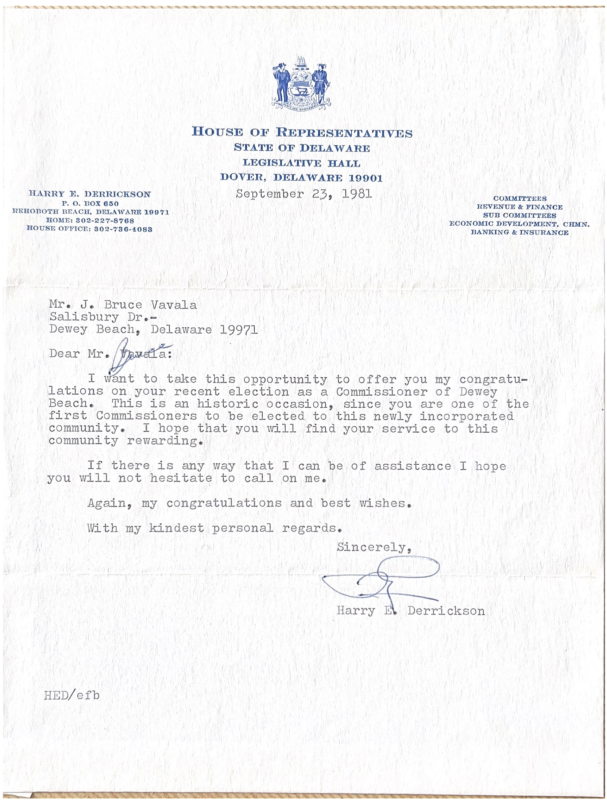 HOUSE OF REPRESENTATIVES
STATE OF DELAWARE
LEGISLATIVE HALL
DOVER, DELAWARE 19901
September 23, 1981
HARRY E. DERRICKSON
P. O. BOX 650
REHOBOTH BEACH, DELAWARE 19971
HOME: 302-227-8768
HOUSE OFFICE: 302-736-4083
COMMITTEES
REVENUE & FINANCE
SUB COMMITTEES
ECONOMIC DEVELOPMENT, CHMN.
BANKING & INSURANCE
Mr. J. Bruce Vavala
Salisbury Dr.-
Dewey Beach, Delaware 19971
Dear Mr. Vavala:
Bruce
I want to take this opportunity to offer you my congratu-
lations on your recent election as a Commissioner of Dewey
Beach. This is an historic occasion, since you are one of the
first Commissioners to be elected to this newly incorporated
community. I hope that you will find your service to this
community rewarding.
If there is any way that I can be of assistance I hope
you will not hesitate to call on me.
Again, my congratulations and best wishes.
With my kindest personal regards.
Sincerely,
Harry E. Derrickson
HED/efb